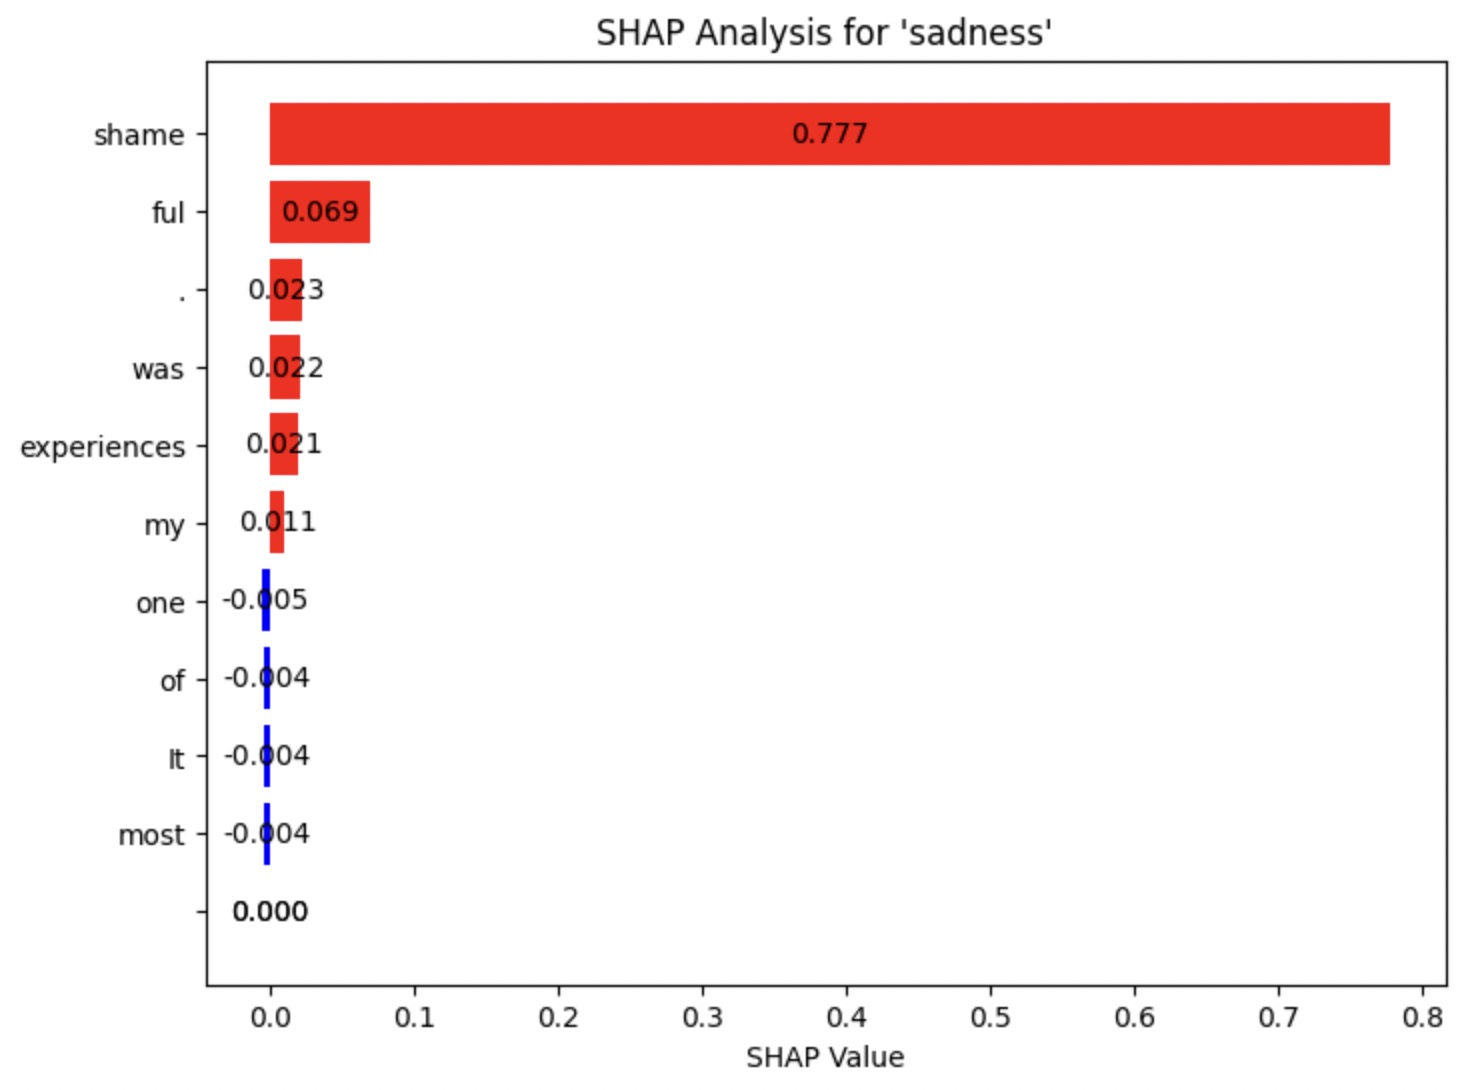 SHAP Analysis for 'sadness'
shame 0.777
ful 0.069
. 0.023
was 0.022
experiences 0.021
my 0.011
one -0.005
of -0.004
It -0.004
most -0.004
0.000
0.0 0.1 0.2 0.3 0.4 0.5 0.6 0.7 0.8
SHAP Value